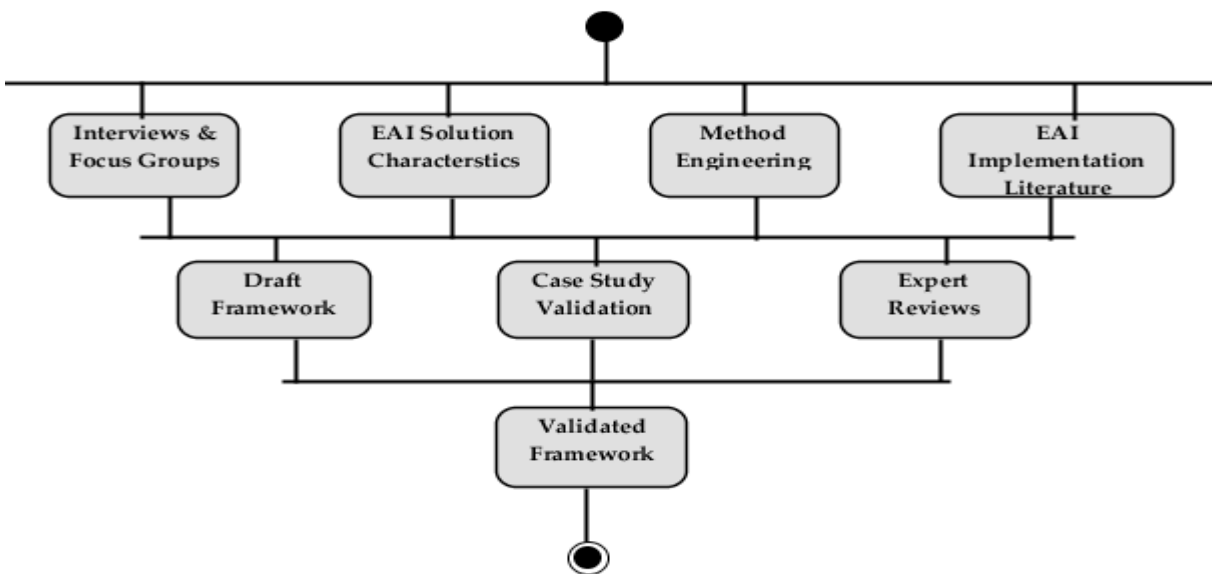 Interviews &
Focus Groups
EAI Solution
Characterstics
Method
Engineering
EAI
Implementation
Literature
Draft
Framework
Case Study
Validation
Expert
Reviews
Validated
Framework